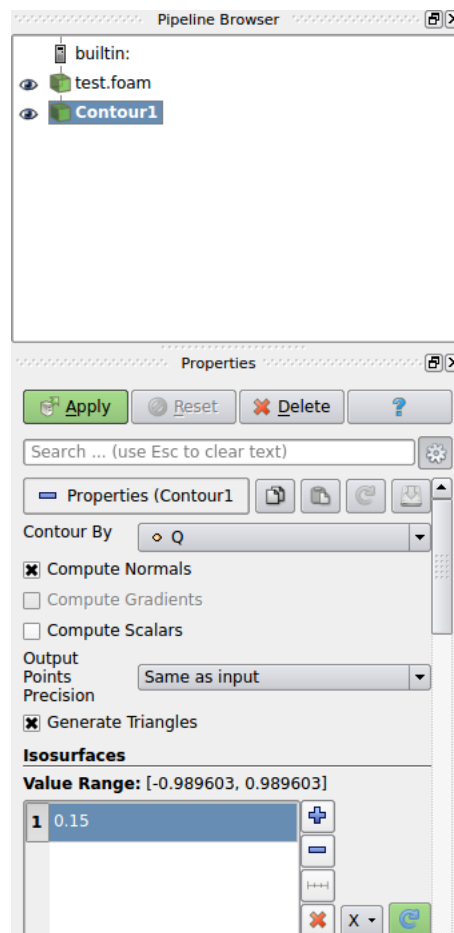 Pipeline Browser
builtin:
test.foam
Contour1
Properties
Apply Reset Delete ?
Search ... (use Esc to clear text)
Properties (Contour1
Contour By Q
Compute Normals
Compute Gradients
Compute Scalars
Output
Points Same as input
Precision
Generate Triangles
Isosurfaces
Value Range: [-0.989603, 0.989603]
1 0.15
X